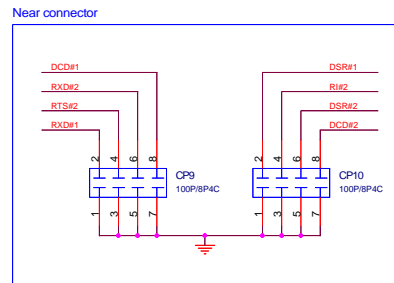 Near connector
DCD#1 DSR#1
RXD#2 RI#2
RTS#2 DSR#2
RXD#1 DCD#2
2 4 6 8 2 4 6 8
CP9 CP10
100P/8P4C 100P/8P4C
1 3 5 7 1 3 5 7